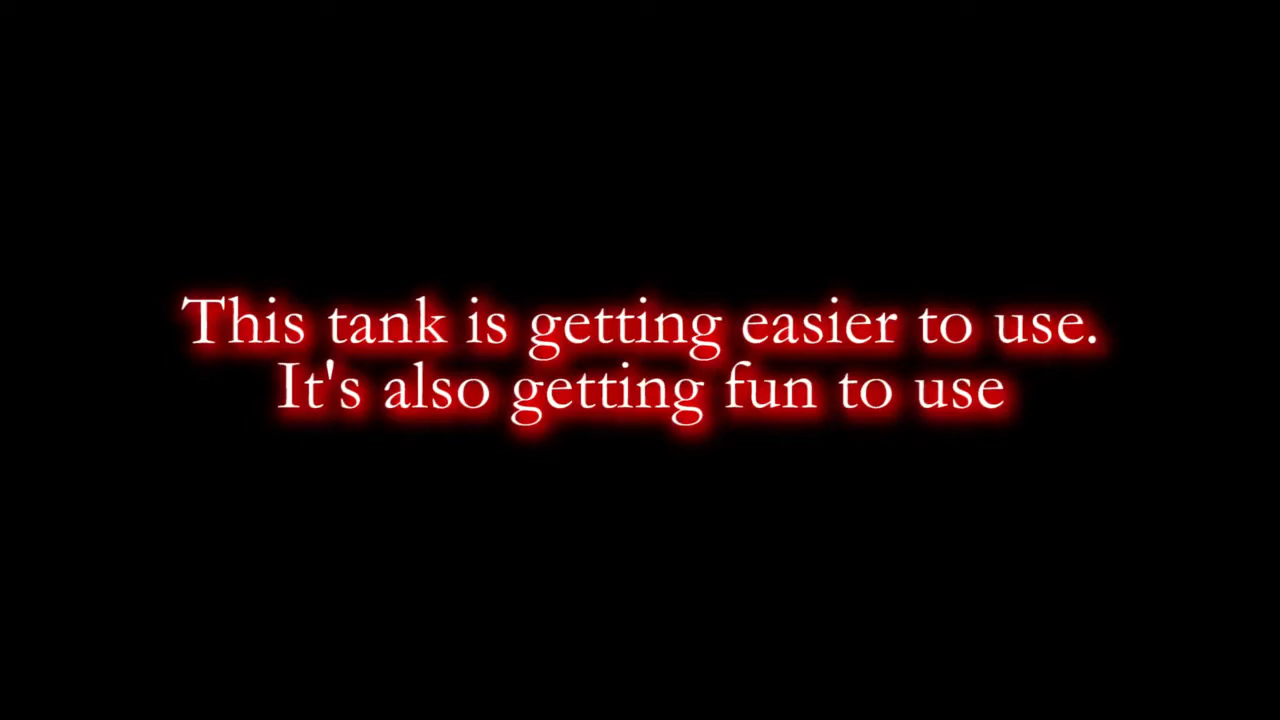 This tank is getting easier to use.
It's also getting fun to use